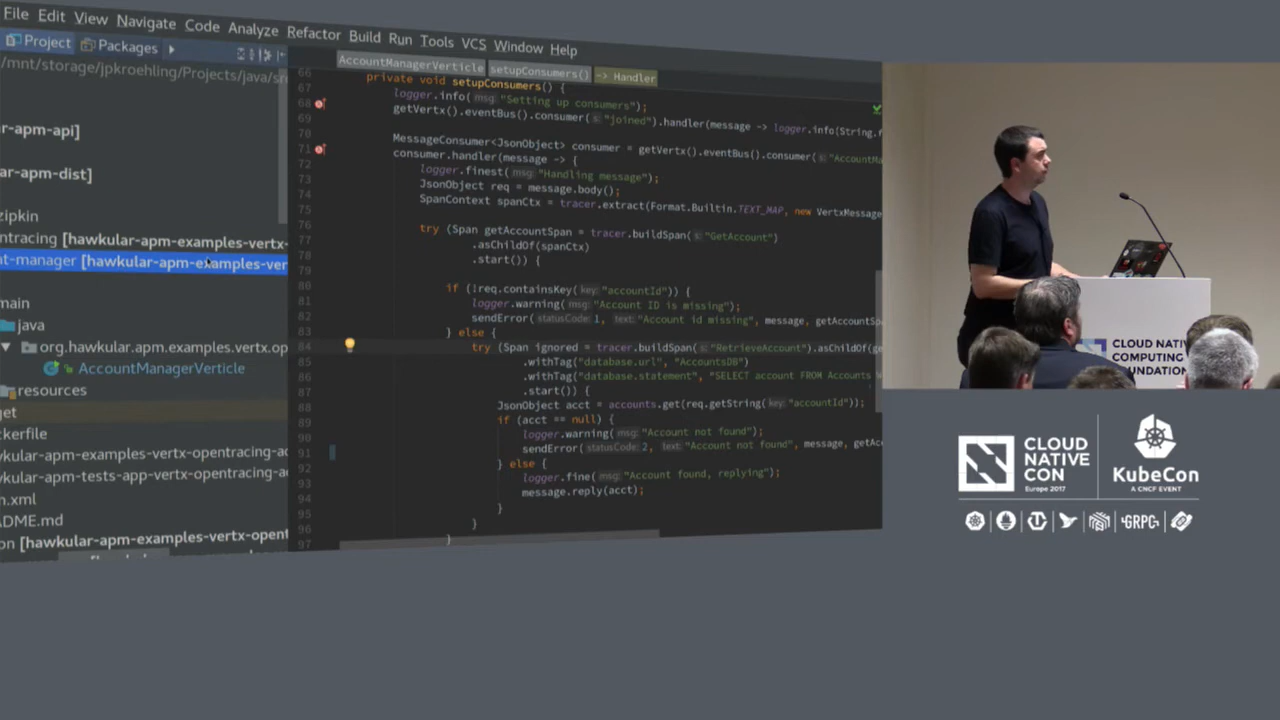 File Edit View Navigate Code Analyze Refactor Build Run Tools VCS Window Help
Project Packages
/mnt/storage/jpkroehling/Projects/java/
r-apm-api]
r-apm-dist]
zipkin
ntracing [hawkular-apm-examples-vertx-
t-manager [hawkular-apm-examples-ver
main
java
org.hawkular.apm.examples.vertx.op
AccountManagerVerticle
resources
get
ckerfile
wkular-apm-examples-vertx-opentracing-a
wkular-apm-tests-app-vertx-opentracing-
.xml
DME.md
on [hawkular-apm-examples-vertx-opent
AccountManagerVerticle setupConsumers() -> Handler
66
67 private void setupConsumers() {
68 logger.info( msg: "Setting up consumers");
69 getVertx().eventBus().consumer( s: "joined").handler(message -> logger.info(String.f
70
71 MessageConsumer<JsonObject> consumer = getVertx().eventBus().consumer( s: "AccountMa
72 consumer.handler(message -> {
73 logger.finest( msg: "Handling message");
74 JsonObject req = message.body();
75 SpanContext spanCtx = tracer.extract(Format.Builtin.TEXT_MAP, new VertxMessage
76
77 try (Span getAccountSpan = tracer.buildSpan( s: "GetAccount")
78 .asChildOf(spanCtx)
79 .start()) {
80
81 if (!req.containsKey( key: "accountId")) {
82 logger.warning( msg: "Account ID is missing");
83 sendError( statusCode: 1, text: "Account id missing", message, getAccountSp
84 } else {
85 try (Span ignored = tracer.buildSpan( s: "RetrieveAccount").asChildOf(ge
86 .withTag("database.url", "AccountsDB")
87 .withTag("database.statement", "SELECT account FROM Accounts W
88 .start()) {
89 JsonObject acct = accounts.get(req.getString( key: "accountId"));
90 if (acct == null) {
91 logger.warning( msg: "Account not found");
92 sendError( statusCode: 2, text: "Account not found", message, getAc
93 } else {
94 logger.fine( msg: "Account found, replying");
95 message.reply(acct);
96 }
97 }
}
CLOUD NATIVE
COMPUTING
FOUNDATION
CLOUD
NATIVE
CON
Europe 2017
KubeCon
A CNCF EVENT
GRPC